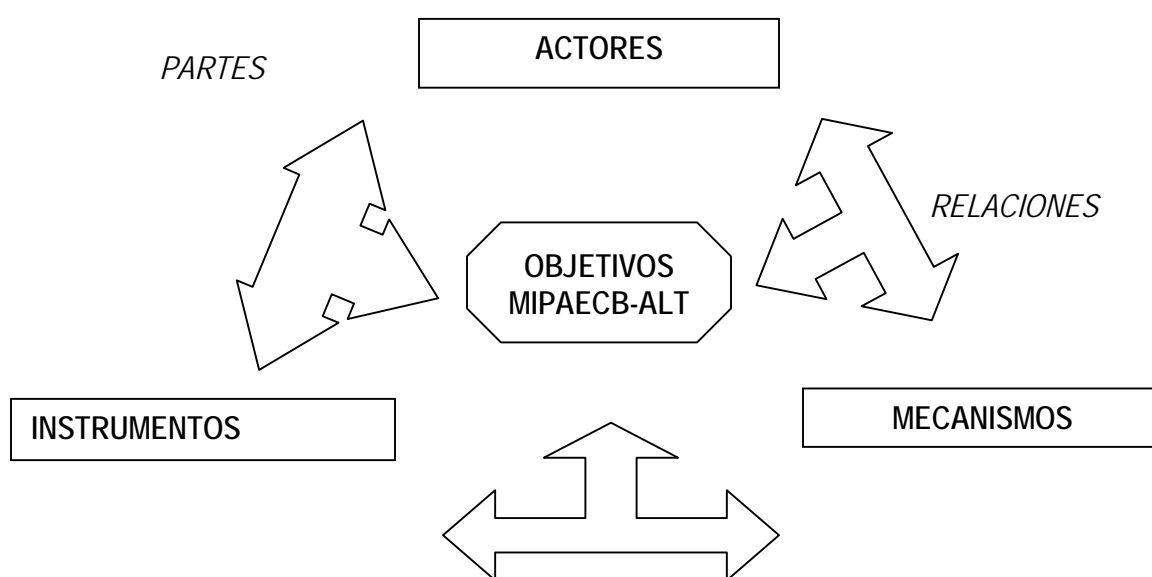 ACTORES
PARTES
RELACIONES
OBJETIVOS
MIPAECB-ALT
INSTRUMENTOS
MECANISMOS